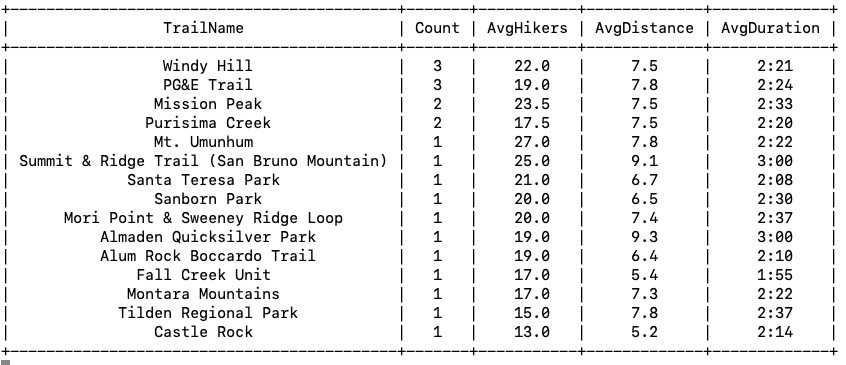 TrailName | Count | AvgHikers | AvgDistance | AvgDuration
Windy Hill | 3 | 22.0 | 7.5 | 2:21
PG&E Trail | 3 | 19.0 | 7.8 | 2:24
Mission Peak | 2 | 23.5 | 7.5 | 2:33
Purisima Creek | 2 | 17.5 | 7.5 | 2:20
Mt. Umunhum | 1 | 27.0 | 7.8 | 2:22
Summit & Ridge Trail (San Bruno Mountain) | 1 | 25.0 | 9.1 | 3:00
Santa Teresa Park | 1 | 21.0 | 6.7 | 2:08
Sanborn Park | 1 | 20.0 | 6.5 | 2:30
Mori Point & Sweeney Ridge Loop | 1 | 20.0 | 7.4 | 2:37
Almaden Quicksilver Park | 1 | 19.0 | 9.3 | 3:00
Alum Rock Boccardo Trail | 1 | 19.0 | 6.4 | 2:10
Fall Creek Unit | 1 | 17.0 | 5.4 | 1:55
Montara Mountains | 1 | 17.0 | 7.3 | 2:22
Tilden Regional Park | 1 | 15.0 | 7.8 | 2:37
Castle Rock | 1 | 13.0 | 5.2 | 2:14